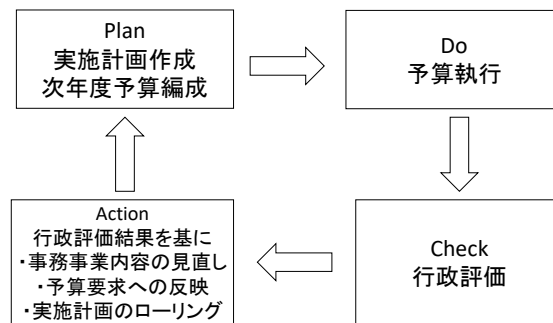 Plan
実施計画作成
次年度予算編成
Do
予算執行
Action
行政評価結果を基に
・事務事業内容の見直し
・予算要求への反映
・実施計画のローリング
Check
行政評価